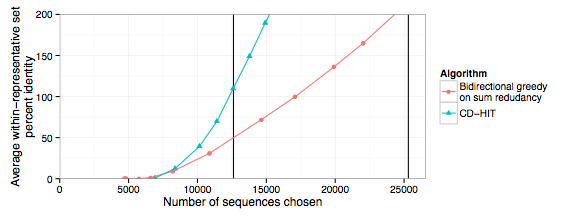 200
150
100
50
0
0
5000
10000
15000
20000
25000
Average within-representative set
percent identity
Number of sequences chosen
Algorithm
Bidirectional greedy
on sum redudancy
CD-HIT